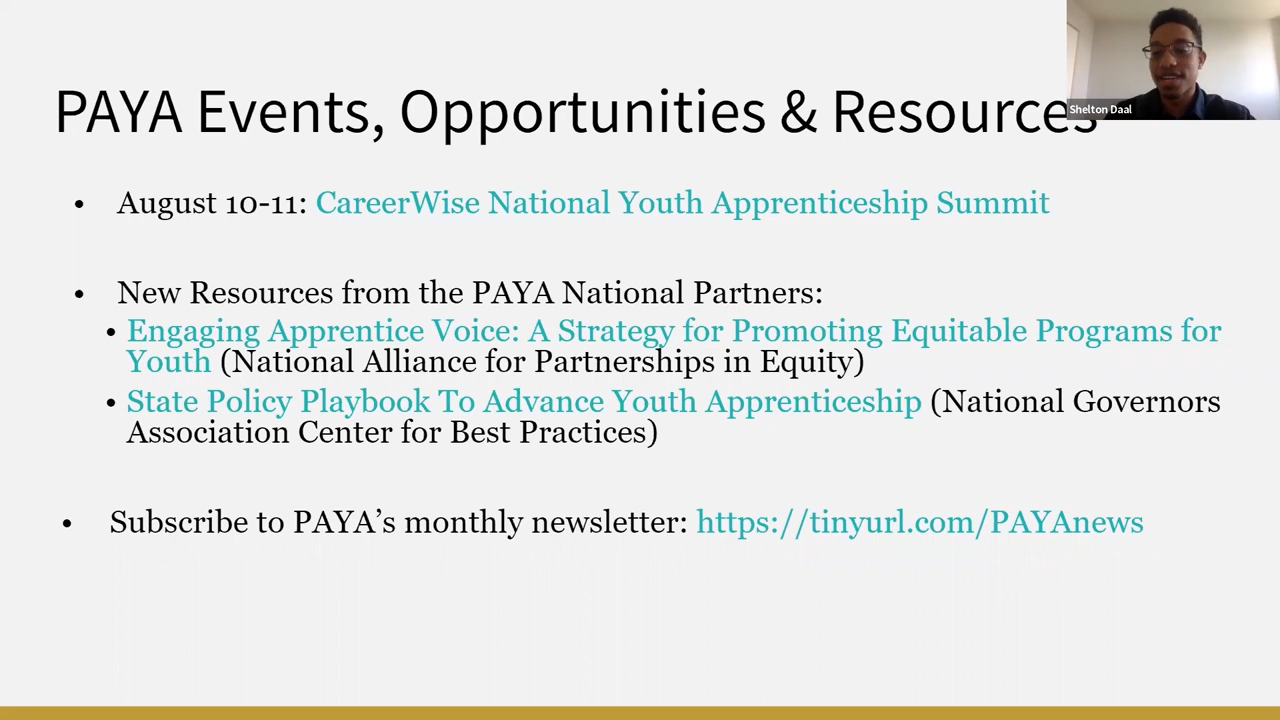 Shelton Daal
PAYA Events, Opportunities & Resources
• August 10-11: CareerWise National Youth Apprenticeship Summit
• New Resources from the PAYA National Partners:
• Engaging Apprentice Voice: A Strategy for Promoting Equitable Programs for
Youth (National Alliance for Partnerships in Equity)
• State Policy Playbook To Advance Youth Apprenticeship (National Governors
Association Center for Best Practices)
• Subscribe to PAYA’s monthly newsletter: https://tinyurl.com/PAYAnews